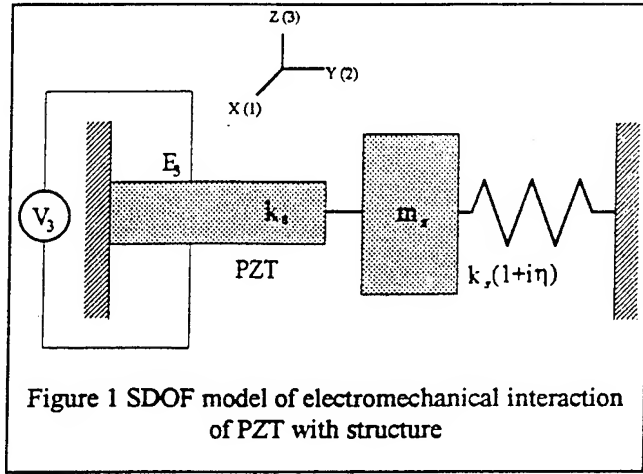 Z (3)
Y (2)
X (1)
E₃
V₃
kₐ
mₛ
PZT
kₛ(1+iη)
Figure 1 SDOF model of electromechanical interaction
of PZT with structure